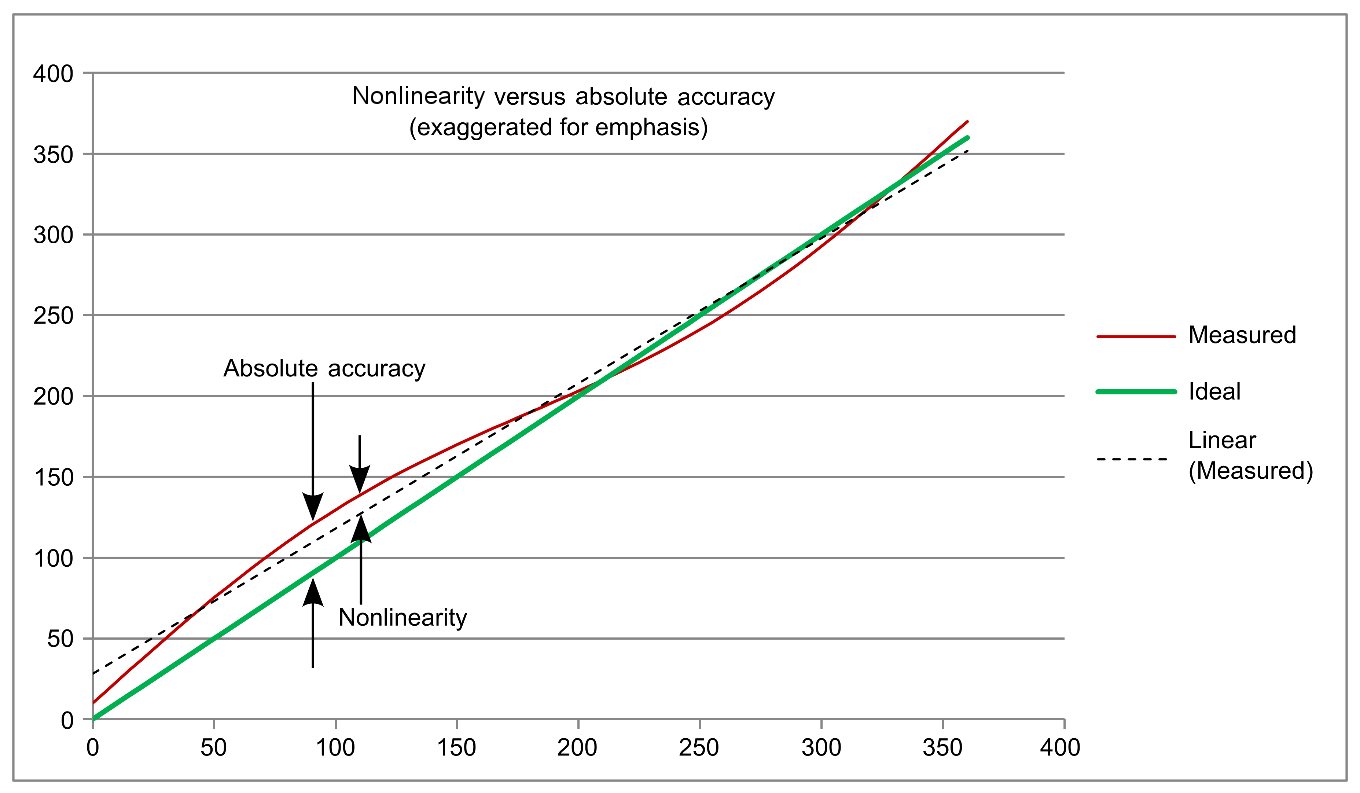 Nonlinearity versus absolute accuracy
(exaggerated for emphasis)
400
350
300
250
200
150
100
50
0
Absolute accuracy
Nonlinearity
0 50 100 150 200 250 300 350 400
Measured
Ideal
Linear
(Measured)